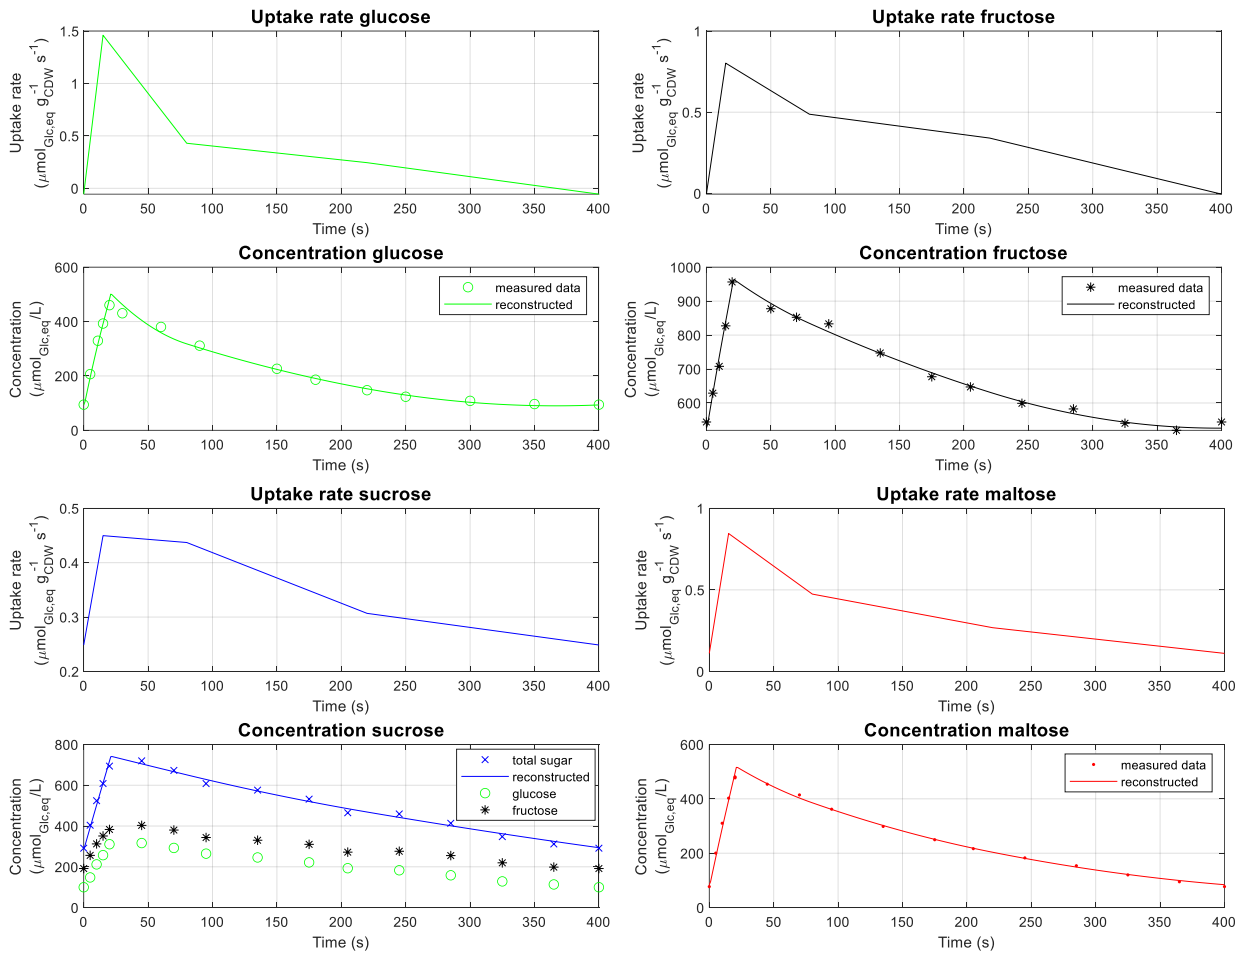 Uptake rate glucose
Uptake rate
(μmol_Glc,eq g⁻¹_CDW s⁻¹)
1.5
1
0.5
0
0 50 100 150 200 250 300 350 400
Time (s)
Uptake rate fructose
Uptake rate
(μmol_Glc,eq g⁻¹_CDW s⁻¹)
1
0.5
0
0 50 100 150 200 250 300 350 400
Time (s)
Concentration glucose
Concentration
(μmol_Glc,eq/L)
600
400
200
0
measured data
reconstructed
0 50 100 150 200 250 300 350 400
Time (s)
Concentration fructose
Concentration
(μmol_Glc,eq/L)
1000
900
800
700
600
measured data
reconstructed
0 50 100 150 200 250 300 350 400
Time (s)
Uptake rate sucrose
Uptake rate
(μmol_Glc,eq g⁻¹_CDW s⁻¹)
0.5
0.4
0.3
0.2
0 50 100 150 200 250 300 350 400
Time (s)
Uptake rate maltose
Uptake rate
(μmol_Glc,eq g⁻¹_CDW s⁻¹)
1
0.5
0
0 50 100 150 200 250 300 350 400
Time (s)
Concentration sucrose
Concentration
(μmol_Glc,eq/L)
800
600
400
200
0
total sugar
reconstructed
glucose
fructose
0 50 100 150 200 250 300 350 400
Time (s)
Concentration maltose
Concentration
(μmol_Glc,eq/L)
600
400
200
0
measured data
reconstructed
0 50 100 150 200 250 300 350 400
Time (s)